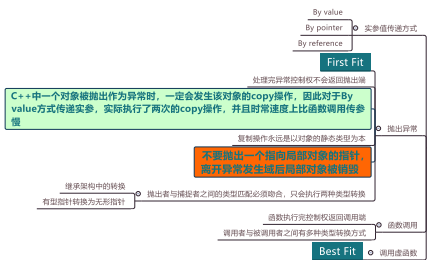 By value
By pointer
By reference
实参值传递方式
First Fit
处理完异常控制权不会返回抛出端
C++中一个对象被抛出作为异常时，一定会发生该对象的copy操作，因此对于By
value方式传递实参，实际执行了两次的copy操作，并且时常速度上比函数调用传参
慢
复制操作永远是以对象的静态类型为本
抛出异常
不要抛出一个指向局部对象的指针，
离开异常发生域后局部对象被销毁
继承架构中的转换
有型指针转换为无形指针
抛出者与捕捉者之间的类型匹配必须吻合，只会执行两种类型转换
函数执行完控制权返回调用端
调用者与被调用者之间有多种类型转换方式
函数调用
Best Fit
调用虚函数